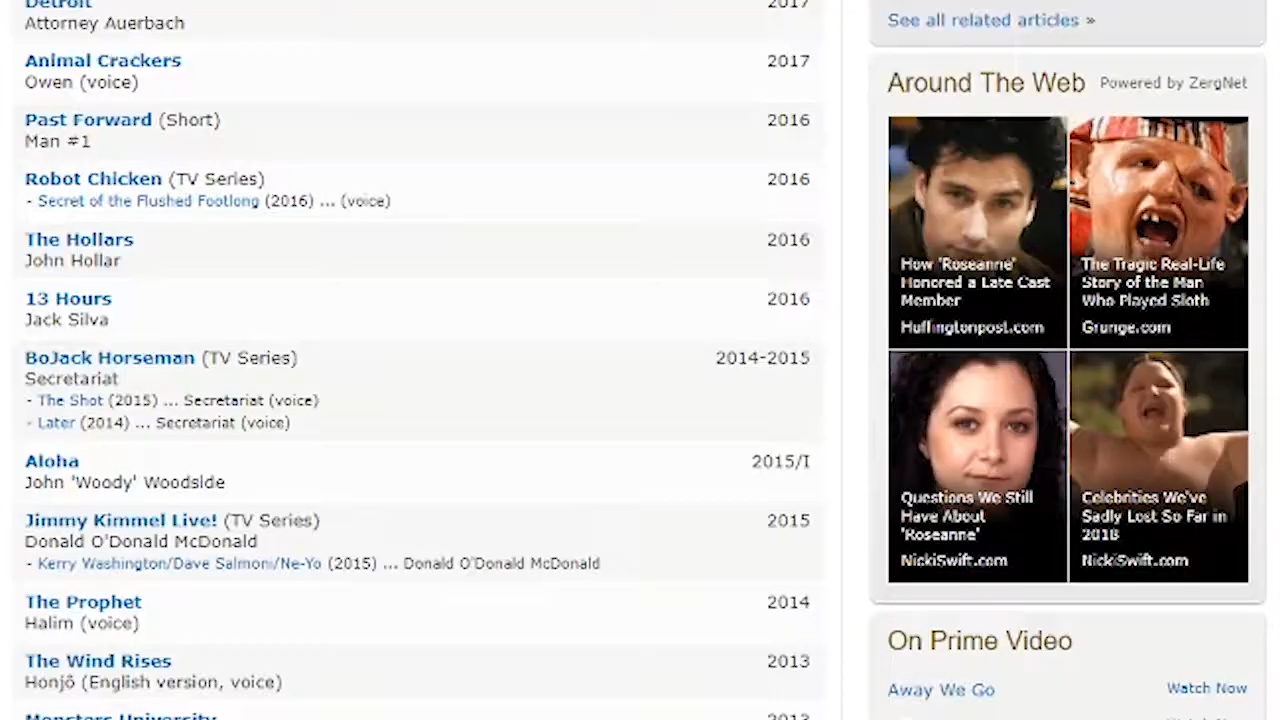 Detroit 2017
Attorney Auerbach
Animal Crackers 2017
Owen (voice)
Past Forward (Short) 2016
Man #1
Robot Chicken (TV Series) 2016
- Secret of the Flushed Footlong (2016) ... (voice)
The Hollars 2016
John Hollar
13 Hours 2016
Jack Silva
BoJack Horseman (TV Series) 2014-2015
Secretariat
- The Shot (2015) ... Secretariat (voice)
- Later (2014) ... Secretariat (voice)
Aloha 2015/I
John 'Woody' Woodside
Jimmy Kimmel Live! (TV Series) 2015
Donald O'Donald McDonald
- Kerry Washington/Dave Salmoni/Ne-Yo (2015) ... Donald O'Donald McDonald
The Prophet 2014
Halim (voice)
The Wind Rises 2013
Honjô (English version, voice)
Monsters University 2013
See all related articles »
Around The Web Powered by ZergNet
How 'Roseanne'
Honored a Late Cast
Member
Huffingtonpost.com
The Tragic Real-Life
Story of the Man
Who Played Sloth
Grunge.com
Questions We Still
Have About
'Roseanne'
NickiSwift.com
Celebrities We've
Sadly Lost So Far in
2018
NickiSwift.com
On Prime Video
Away We Go Watch Now